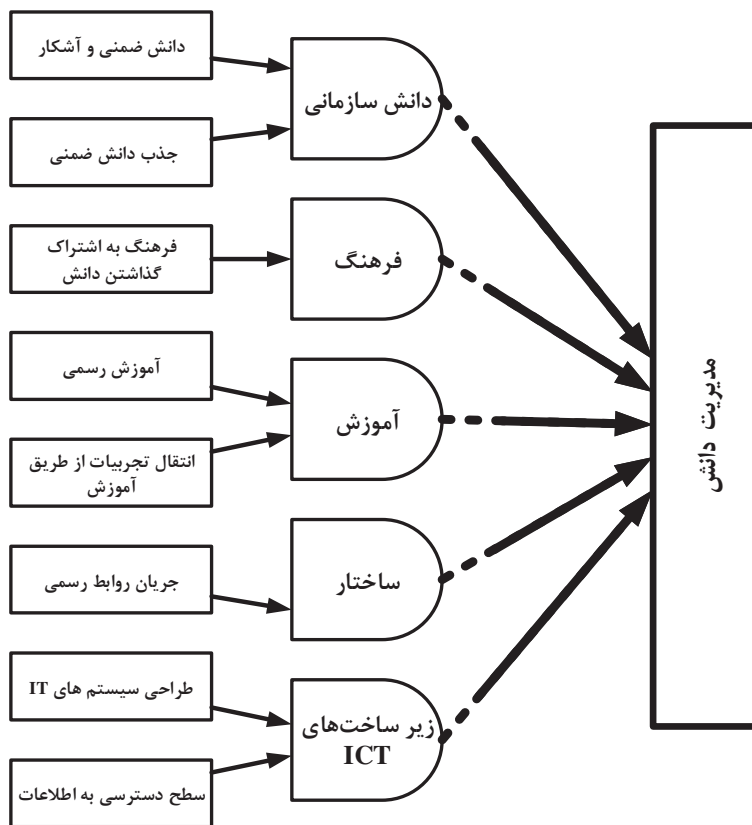 دانش ضمنی و آشکار
جذب دانش ضمنی
دانش سازمانی
فرهنگ به اشتراک
گذاشتن دانش
فرهنگ
آموزش رسمی
انتقال تجربیات از طریق
آموزش
آموزش
جریان روابط رسمی
ساختار
طراحی سیستم های IT
سطح دسترسی به اطلاعات
زیر ساخت‌های
ICT
مدیریت دانش